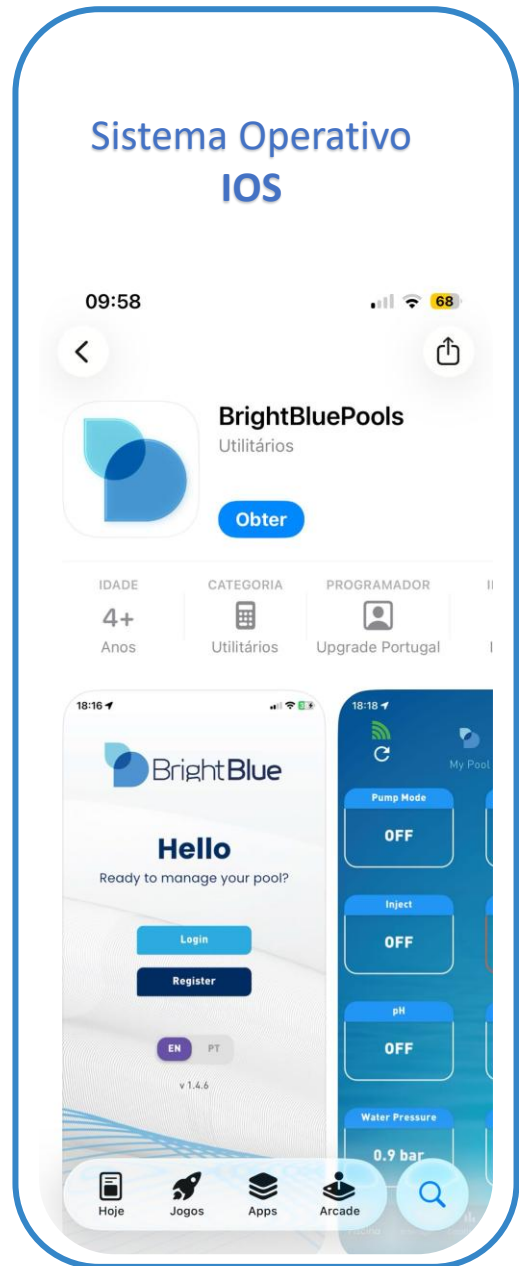 Sistema Operativo
IOS
09:58
68
BrightBluePools
Utilitários
Obter
IDADE
4+
Anos
CATEGORIA
Utilitários
PROGRAMADOR
Upgrade Portugal
18:16
BrightBlue
Hello
Ready to manage your pool?
Login
Register
EN PT
v 1.4.6
18:18
My Pool
Pump Mode
OFF
Inject
OFF
pH
OFF
Water Pressure
0.9 bar
Hoje
Jogos
Apps
Arcade